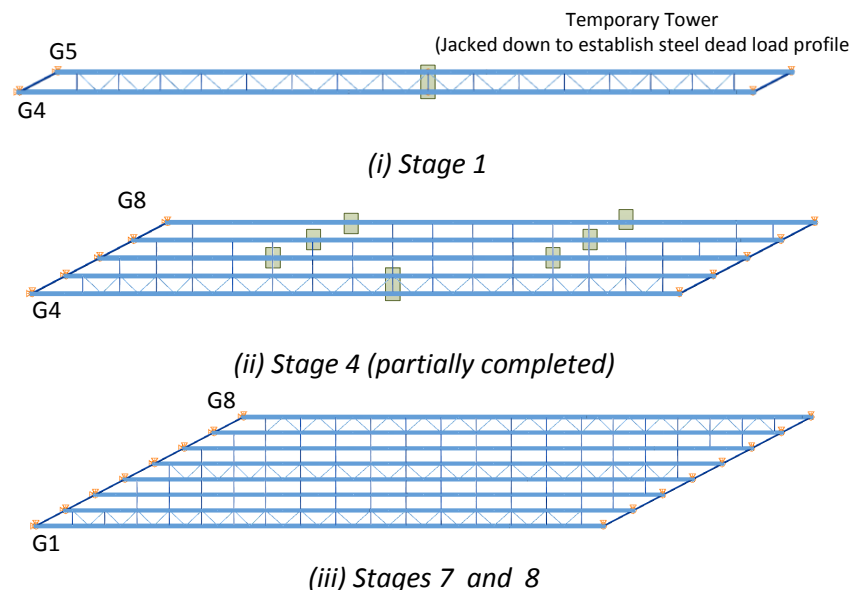 Temporary Tower
(Jacked down to establish steel dead load profile
G5
G4
(i) Stage 1
G8
G4
(ii) Stage 4 (partially completed)
G8
G1
(iii) Stages 7 and 8